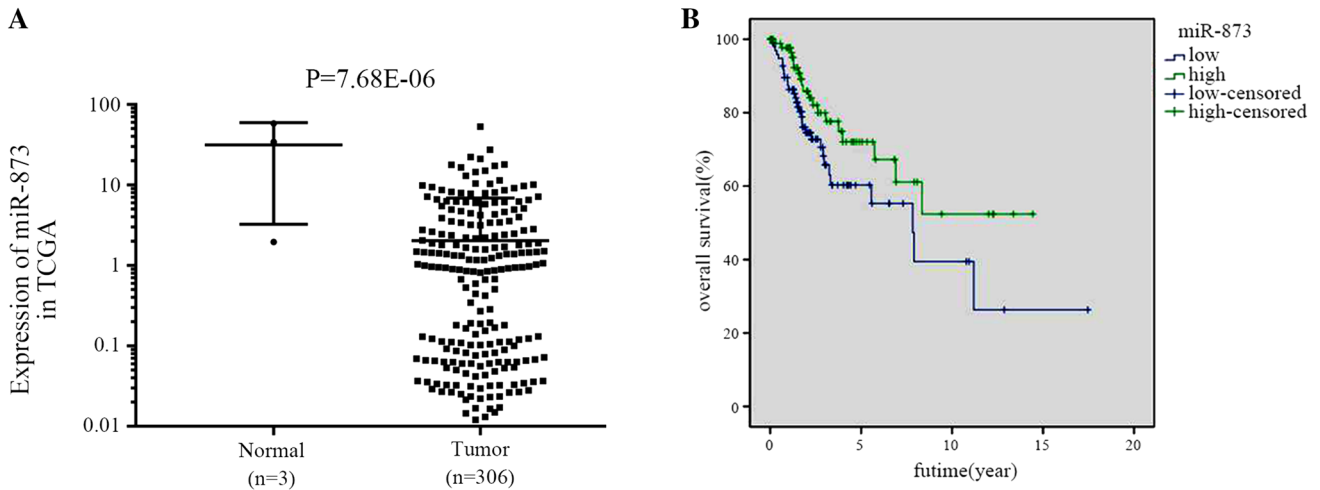 A
P=7.68E-06
Expression of miR-873
in TCGA
100
10
1
0.1
0.01
Normal
(n=3)
Tumor
(n=306)
B
overall survival(%)
100
80
60
40
20
0
0
5
10
15
20
futime(year)
miR-873
low
high
low-censored
high-censored